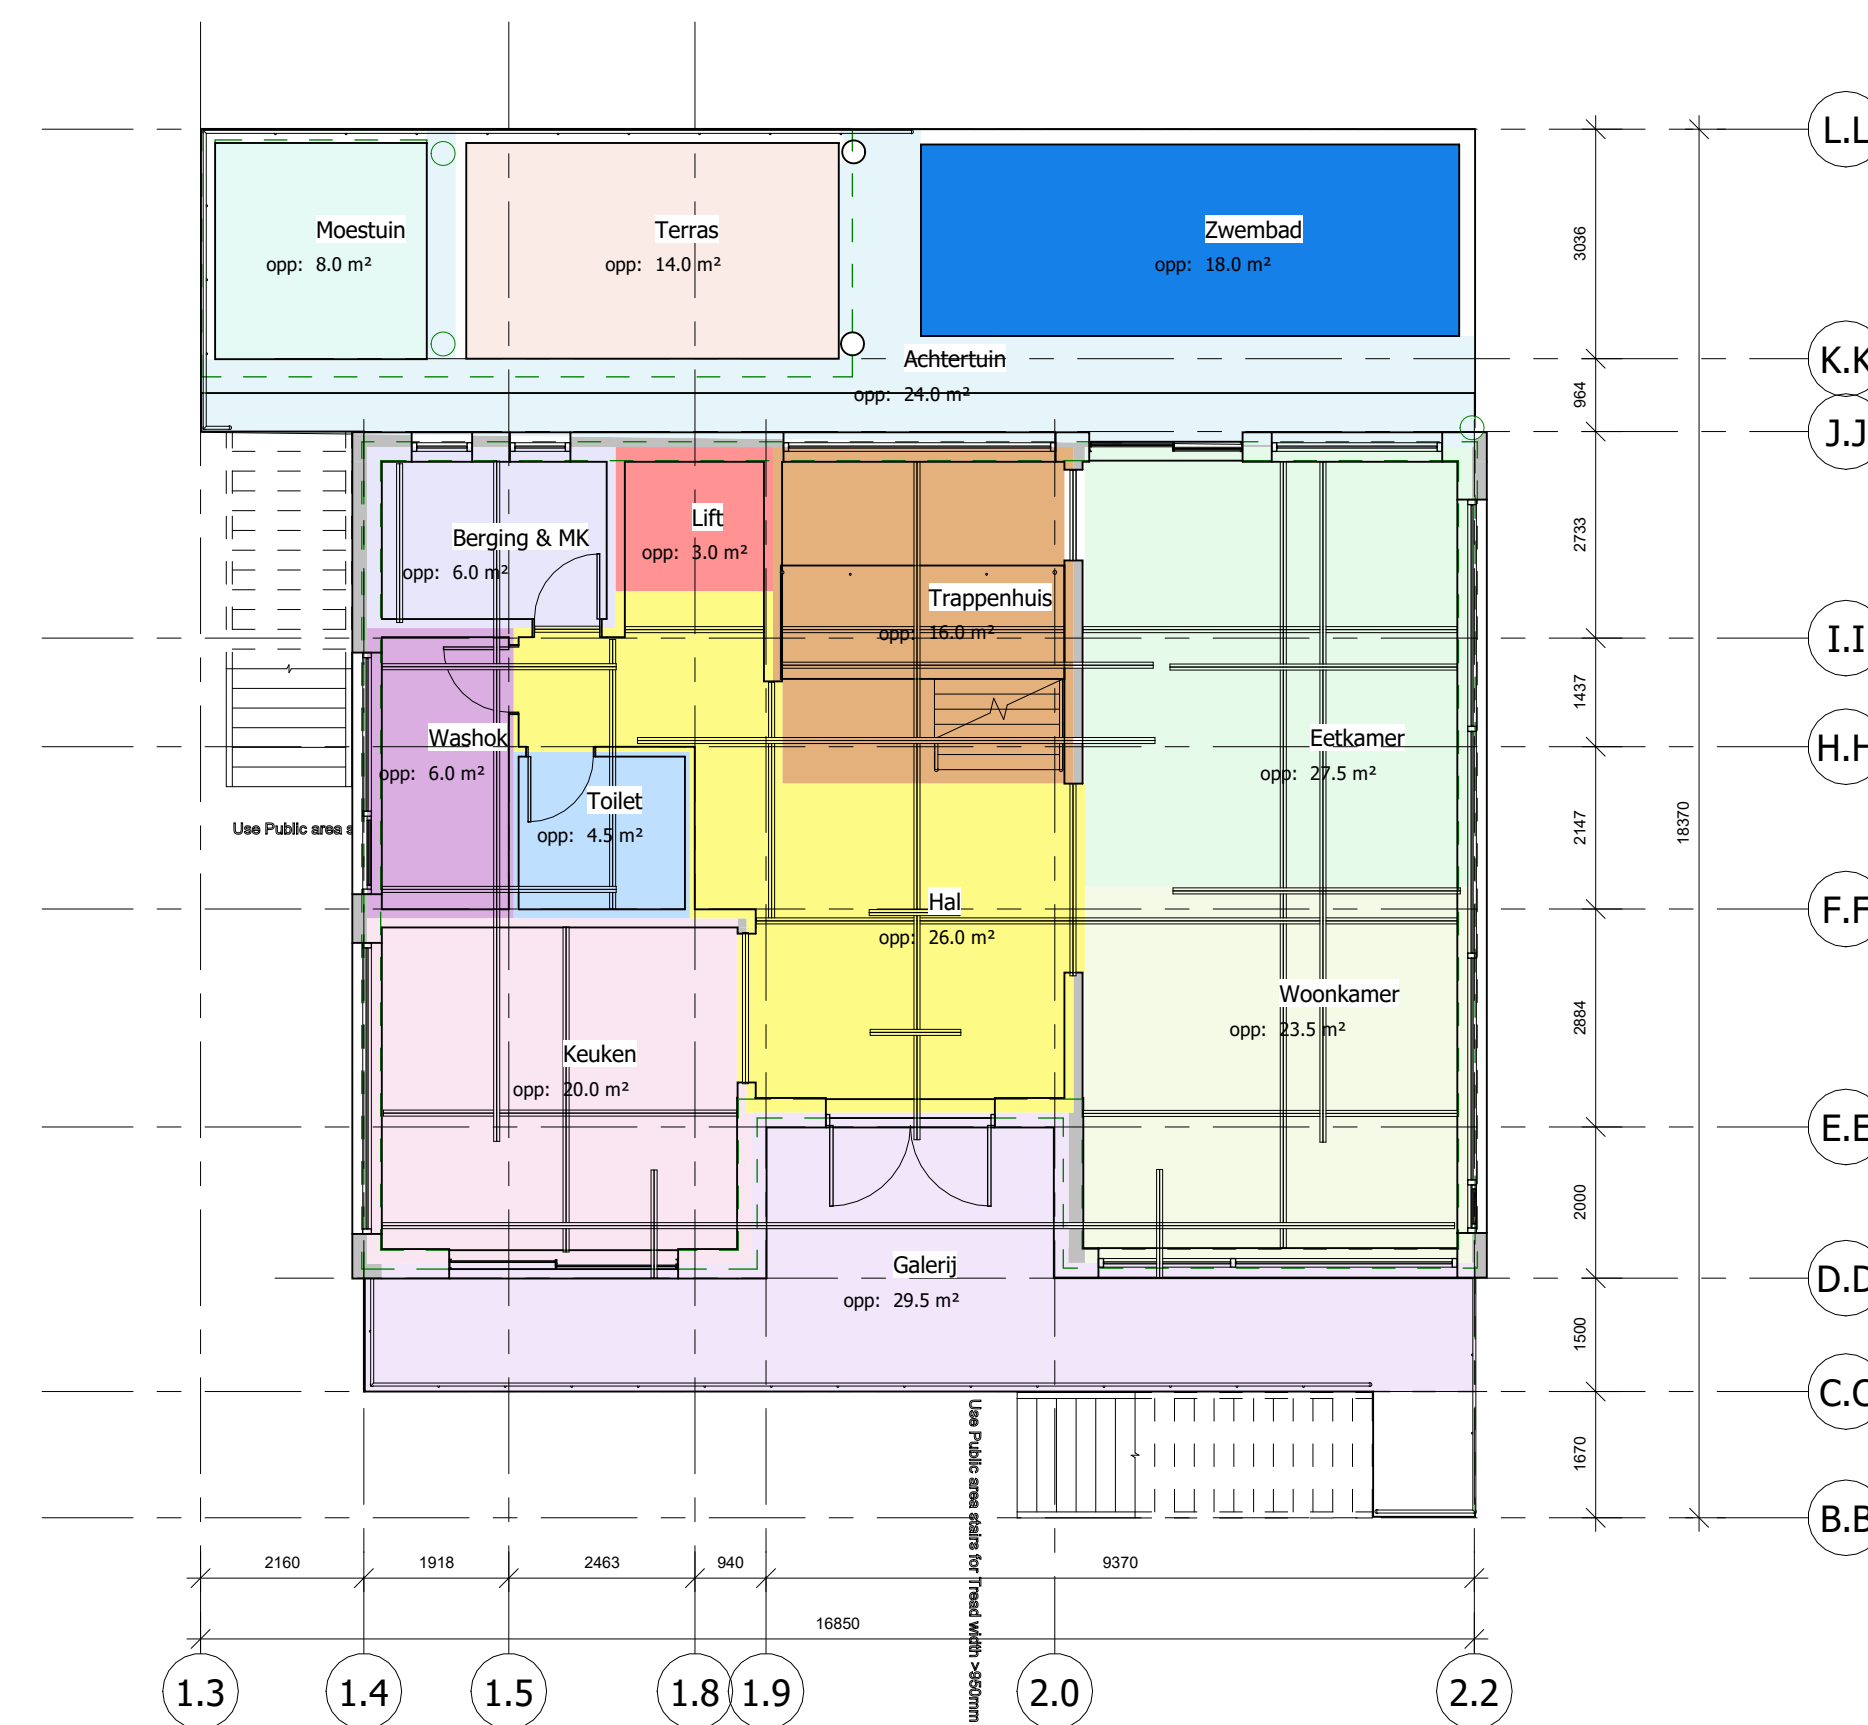 L.L
Moestuin
opp: 8.0 m²
Terras
opp: 14.0 m²
Zwembad
opp: 18.0 m²
3036
Achtertuin
opp: 24.0 m²
K.K
964
J.J
Berging & MK
opp: 6.0 m²
Lift
opp: 3.0 m²
2733
Trappenhuis
opp: 16.0 m²
I.I
1437
Washok
opp: 6.0 m²
Eetkamer
opp: 27.5 m²
H.H
Toilet
opp: 4.5 m²
Use Public area s
2147
18370
Hal
opp: 26.0 m²
F.F
Woonkamer
opp: 23.5 m²
2884
Keuken
opp: 20.0 m²
E.E
2000
Galerij
opp: 29.5 m²
D.D
1500
C.C
Use Public area stairs for Tread width >950mm
1670
B.B
2160
1918
2463
940
9370
16850
1.3
1.4
1.5
1.8
1.9
2.0
2.2